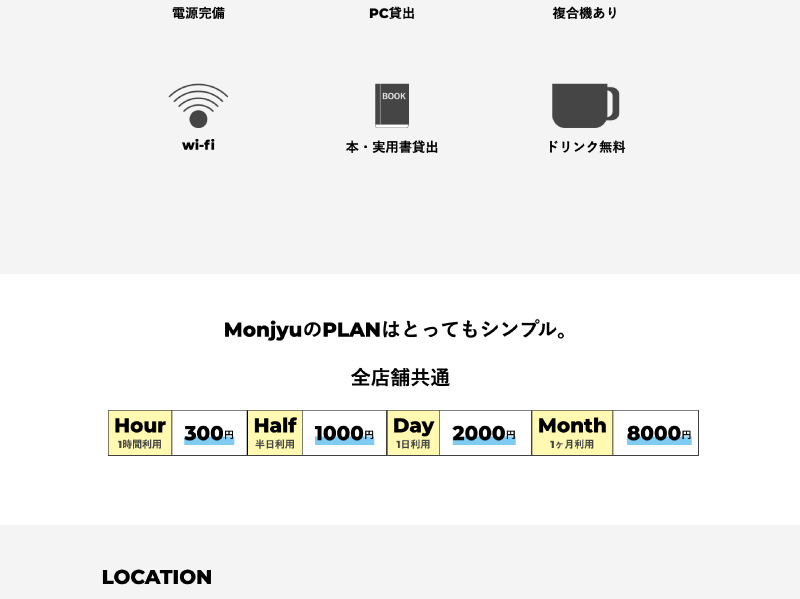 電源完備
PC貸出
複合機あり
BOOK
wi-fi
本・実用書貸出
ドリンク無料
MonjyuのPLANはとってもシンプル。
全店舗共通
Hour
1時間利用
300円
Half
半日利用
1000円
Day
1日利用
2000円
Month
1ヶ月利用
8000円
LOCATION